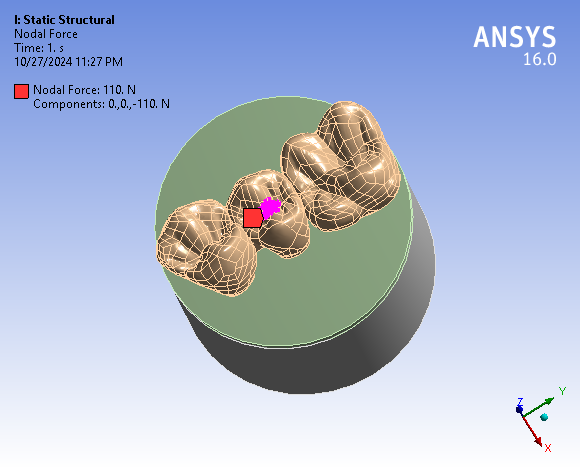 I: Static Structural
Nodal Force
Time: 1. s
10/27/2024 11:27 PM
Nodal Force: 110. N
Components: 0.,0.,-110. N
ANSYS
16.0
Z
Y
X